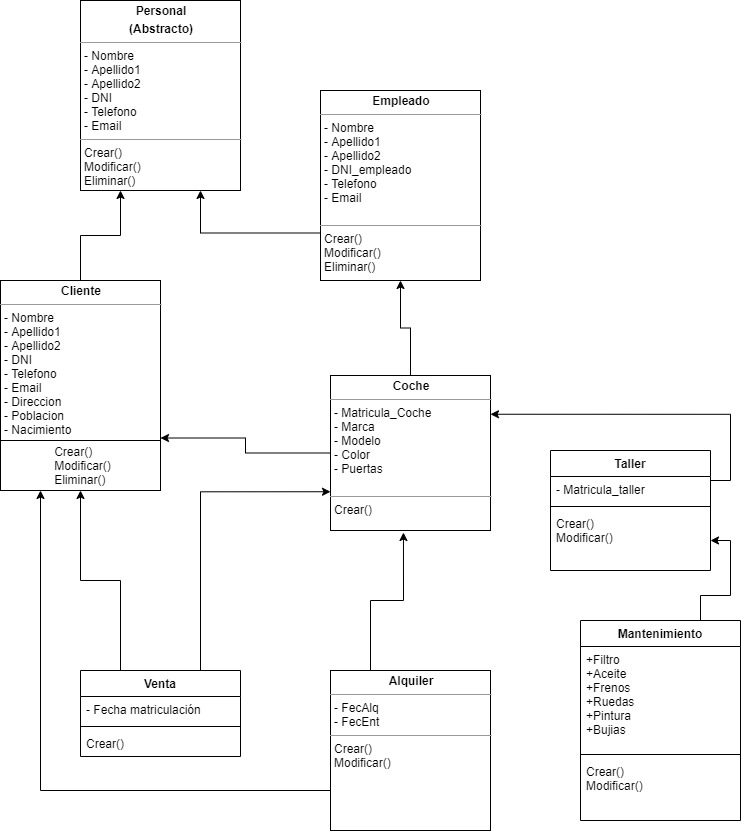 Personal
(Abstracto)
- Nombre
- Apellido1
- Apellido2
- DNI
- Telefono
- Email
Crear()
Modificar()
Eliminar()
Empleado
- Nombre
- Apellido1
- Apellido2
- DNI_empleado
- Telefono
- Email
Crear()
Modificar()
Eliminar()
Cliente
- Nombre
- Apellido1
- Apellido2
- DNI
- Telefono
- Email
- Direccion
- Poblacion
- Nacimiento
Crear()
Modificar()
Eliminar()
Coche
- Matricula_Coche
- Marca
- Modelo
- Color
- Puertas
Crear()
Taller
- Matricula_taller
Crear()
Modificar()
Venta
- Fecha matriculación
Crear()
Alquiler
- FecAlq
- FecEnt
Crear()
Modificar()
Mantenimiento
+Filtro
+Aceite
+Frenos
+Ruedas
+Pintura
+Bujias
Crear()
Modificar()